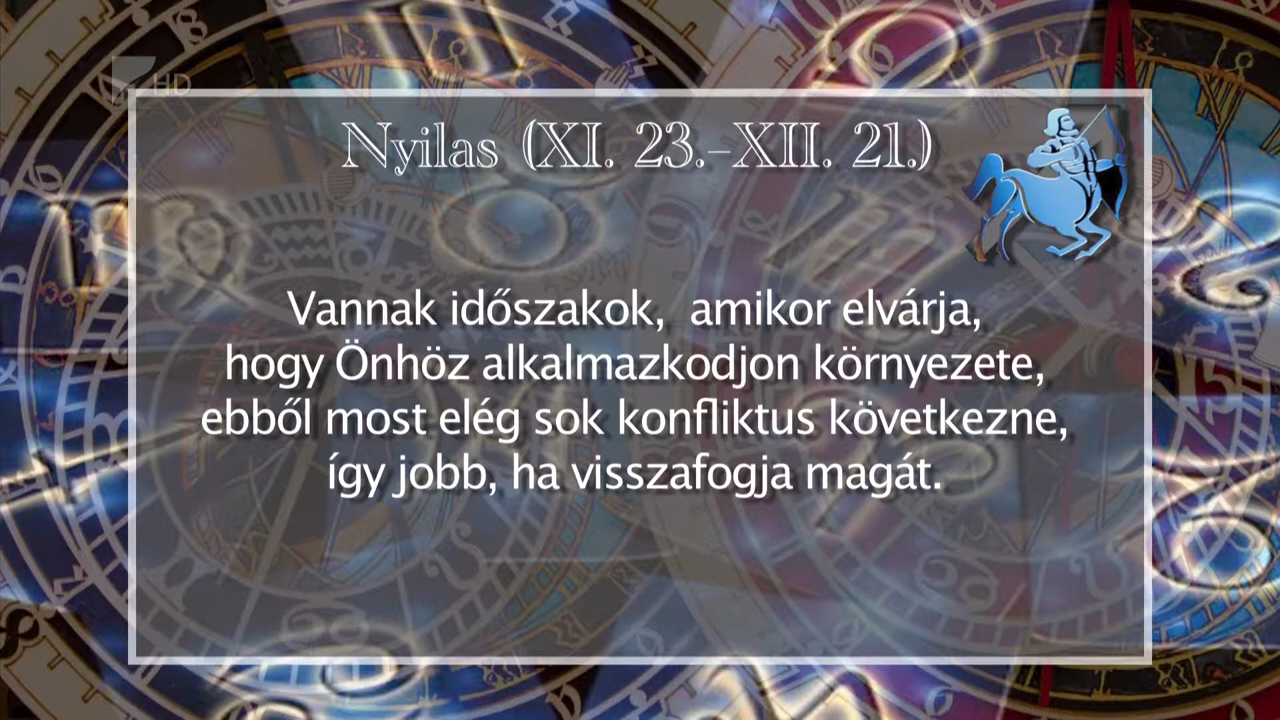 HD
Nyilas (XI. 23.-XII. 21.)
Vannak időszakok, amikor elvárja,
hogy Önhöz alkalmazkodjon környezete,
ebből most elég sok konfliktus következne,
így jobb, ha visszafogja magát.